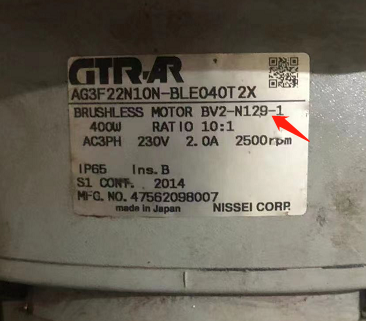 GTR-AR
AG3F22N10N-BLE040T2X
BRUSHLESS MOTOR BV2-N129-1
400W RATIO 10:1
AC3PH 230V 2.0A 2500rpm
IP65 Ins.B
S1 CONT. 2014
MFG.NO.47562098007
made in Japan NISSEI CORP.